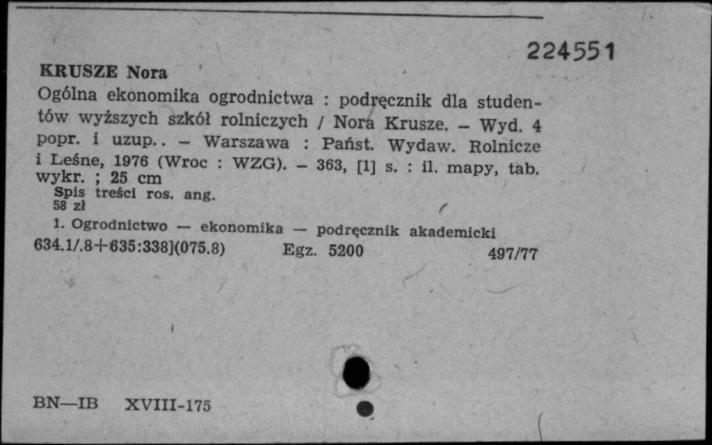 224551
KRUSZE Nora
Ogólna ekonomika ogrodnictwa : podręcznik dla studen-
tów wyższych szkół rolniczych / Nora Krusze. — Wyd. 4
popr. i uzup.. — Warszawa : Państ. Wydaw. Rolnicze
i Leśne, 1976 (Wroc : WZG). — 363, [1] s. : il. mapy, tab.
wykr. ; 25 cm
Spis treści ros. ang.
58 zł
1. Ogrodnictwo — ekonomika — podręcznik akademicki
634.1/.8+635:338](075.8) Egz. 5200 497/77
BN—IB XVIII-175